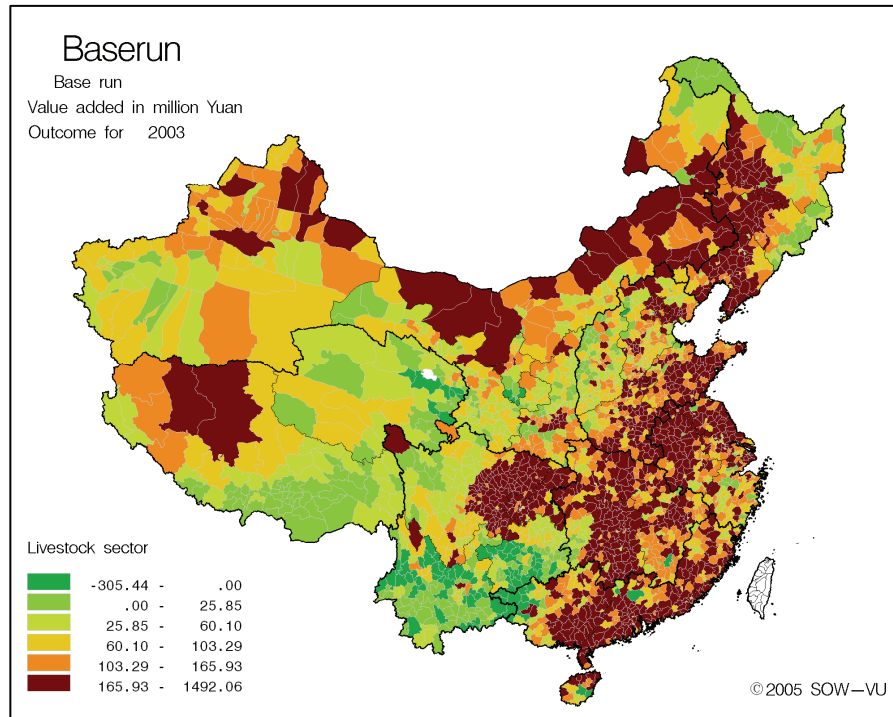 Baserun
Base run
Value added in million Yuan
Outcome for 2003
Livestock sector
-305.44 - .00
.00 - 25.85
25.85 - 60.10
60.10 - 103.29
103.29 - 165.93
165.93 - 1492.06
©2005 SOW-VU